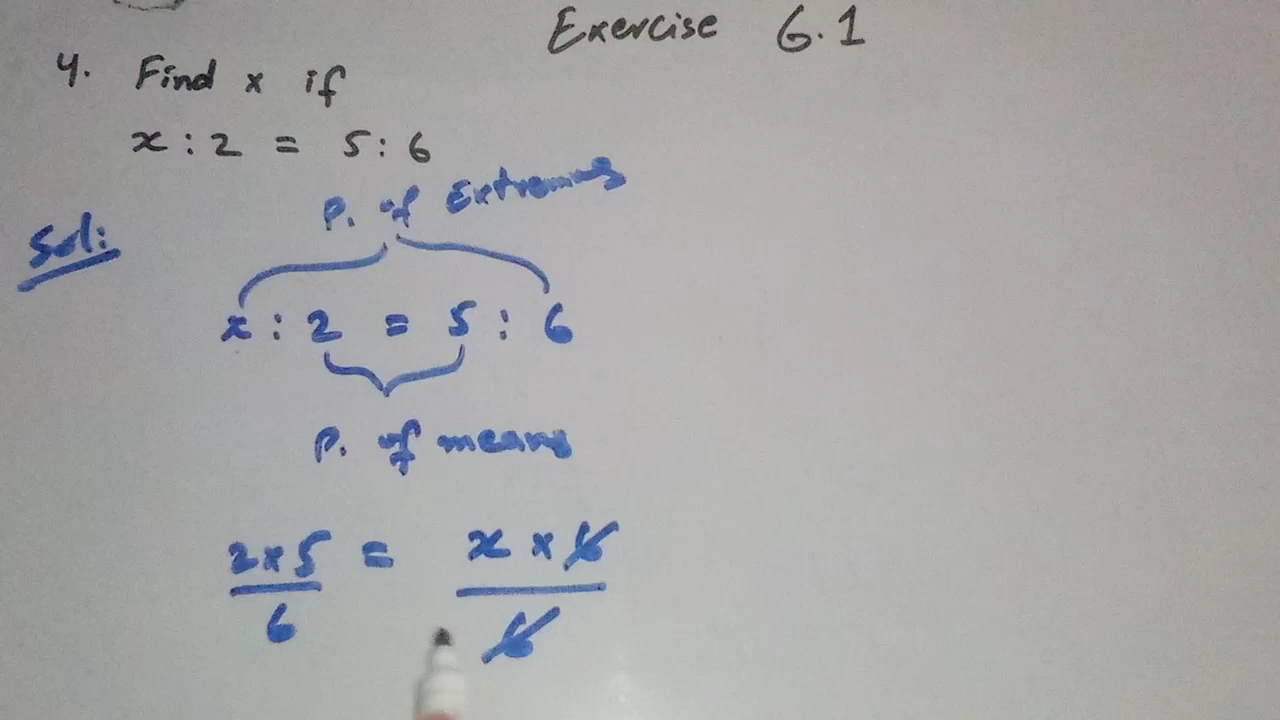 Exercise 6.1
4. Find x if
x : 2 = 5 : 6
Sol:
P. of Extremes
x : 2 = 5 : 6
P. of means
2 x 5 = x x 6
6 6